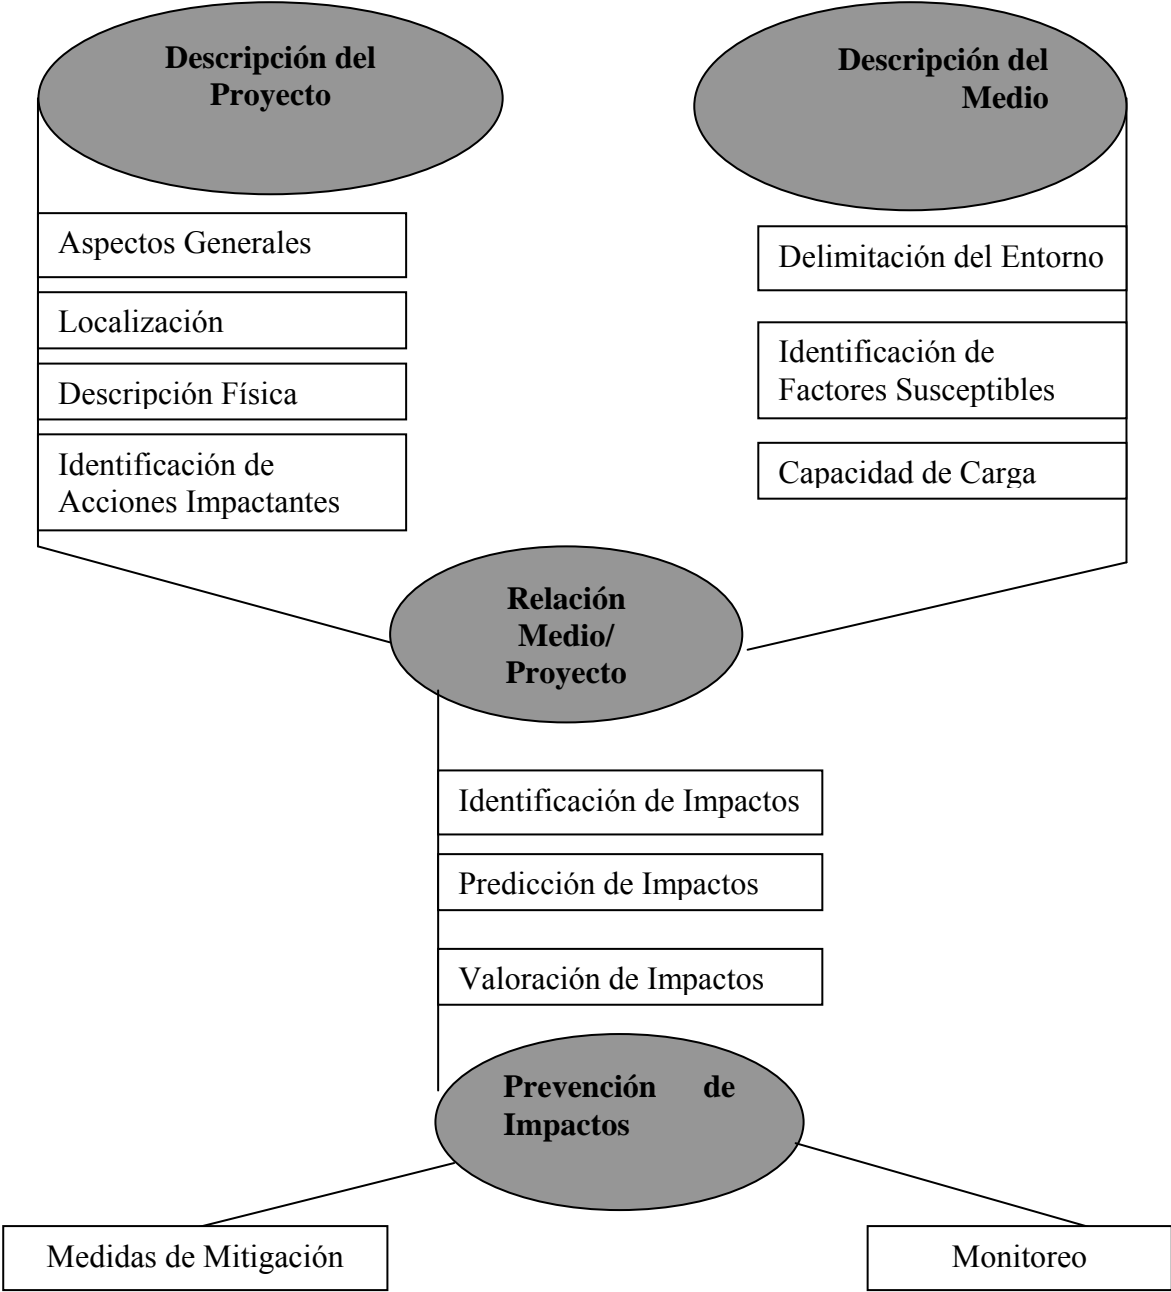 Descripción del
Proyecto
Descripción del
Medio
Aspectos Generales
Localización
Descripción Física
Identificación de
Acciones Impactantes
Delimitación del Entorno
Identificación de
Factores Susceptibles
Capacidad de Carga
Relación
Medio/
Proyecto
Identificación de Impactos
Predicción de Impactos
Valoración de Impactos
Prevención de
Impactos
Medidas de Mitigación
Monitoreo